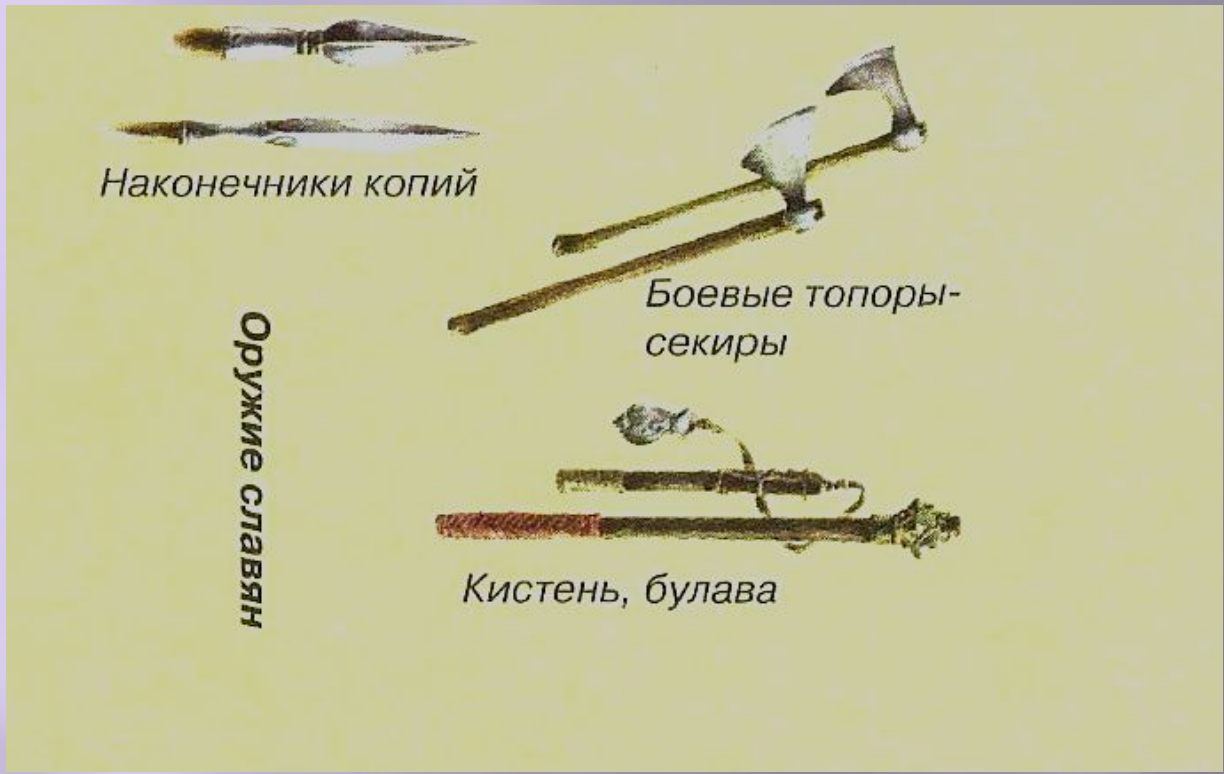 Наконечники копий
Боевые топоры-
секиры
Оружие славян
Кистень, булава